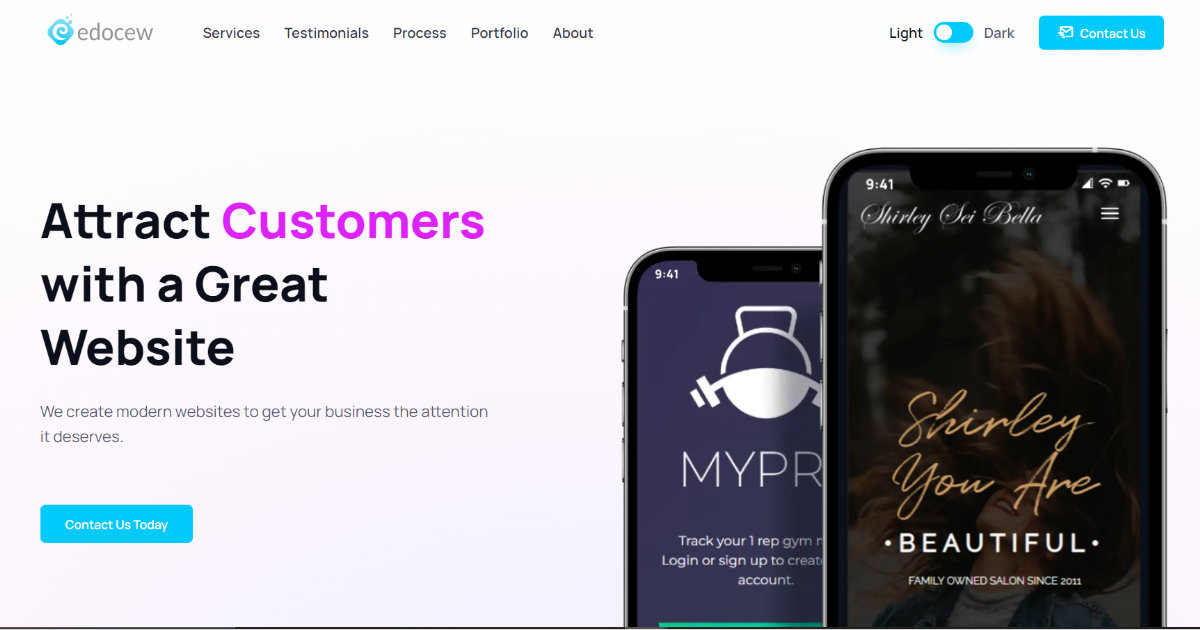 edocew
Services
Testimonials
Process
Portfolio
About
Light
Dark
Contact Us
Attract Customers
with a Great
Website
We create modern websites to get your business the attention
it deserves.
Contact Us Today
9:41
MYPR
Track your 1 rep gym
Login or sign up to
account.
9:41
Shirley Sei Bella
Shirley
You Are
•BEAUTIFUL•
FAMILY OWNED SALON SINCE 2011